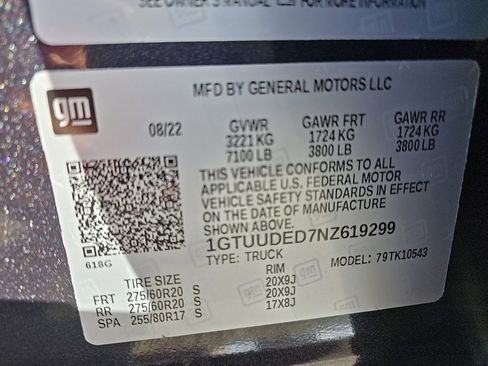 SEE OWNER'S MANUAL
gm
MFD BY GENERAL MOTORS LLC
08/22 GVWR GAWR FRT GAWR RR
3221 KG 1724 KG 1724 KG
7100 LB 3800 LB 3800 LB
THIS VEHICLE CONFORMS TO ALL
APPLICABLE U.S. FEDERAL MOTOR
VEHICLE SAFETY STANDARDS IN EFFECT
ON THE DATE OF MANUFACTURE
SHOWN ABOVE.
1GTUUDED7NZ619299
618G TYPE: TRUCK MODEL: 79TK10543
TIRE SIZE RIM
FRT 275/60R20 S 20X9J
RR 275/60R20 S 20X9J
SPA 255/80R17 S 17X8J